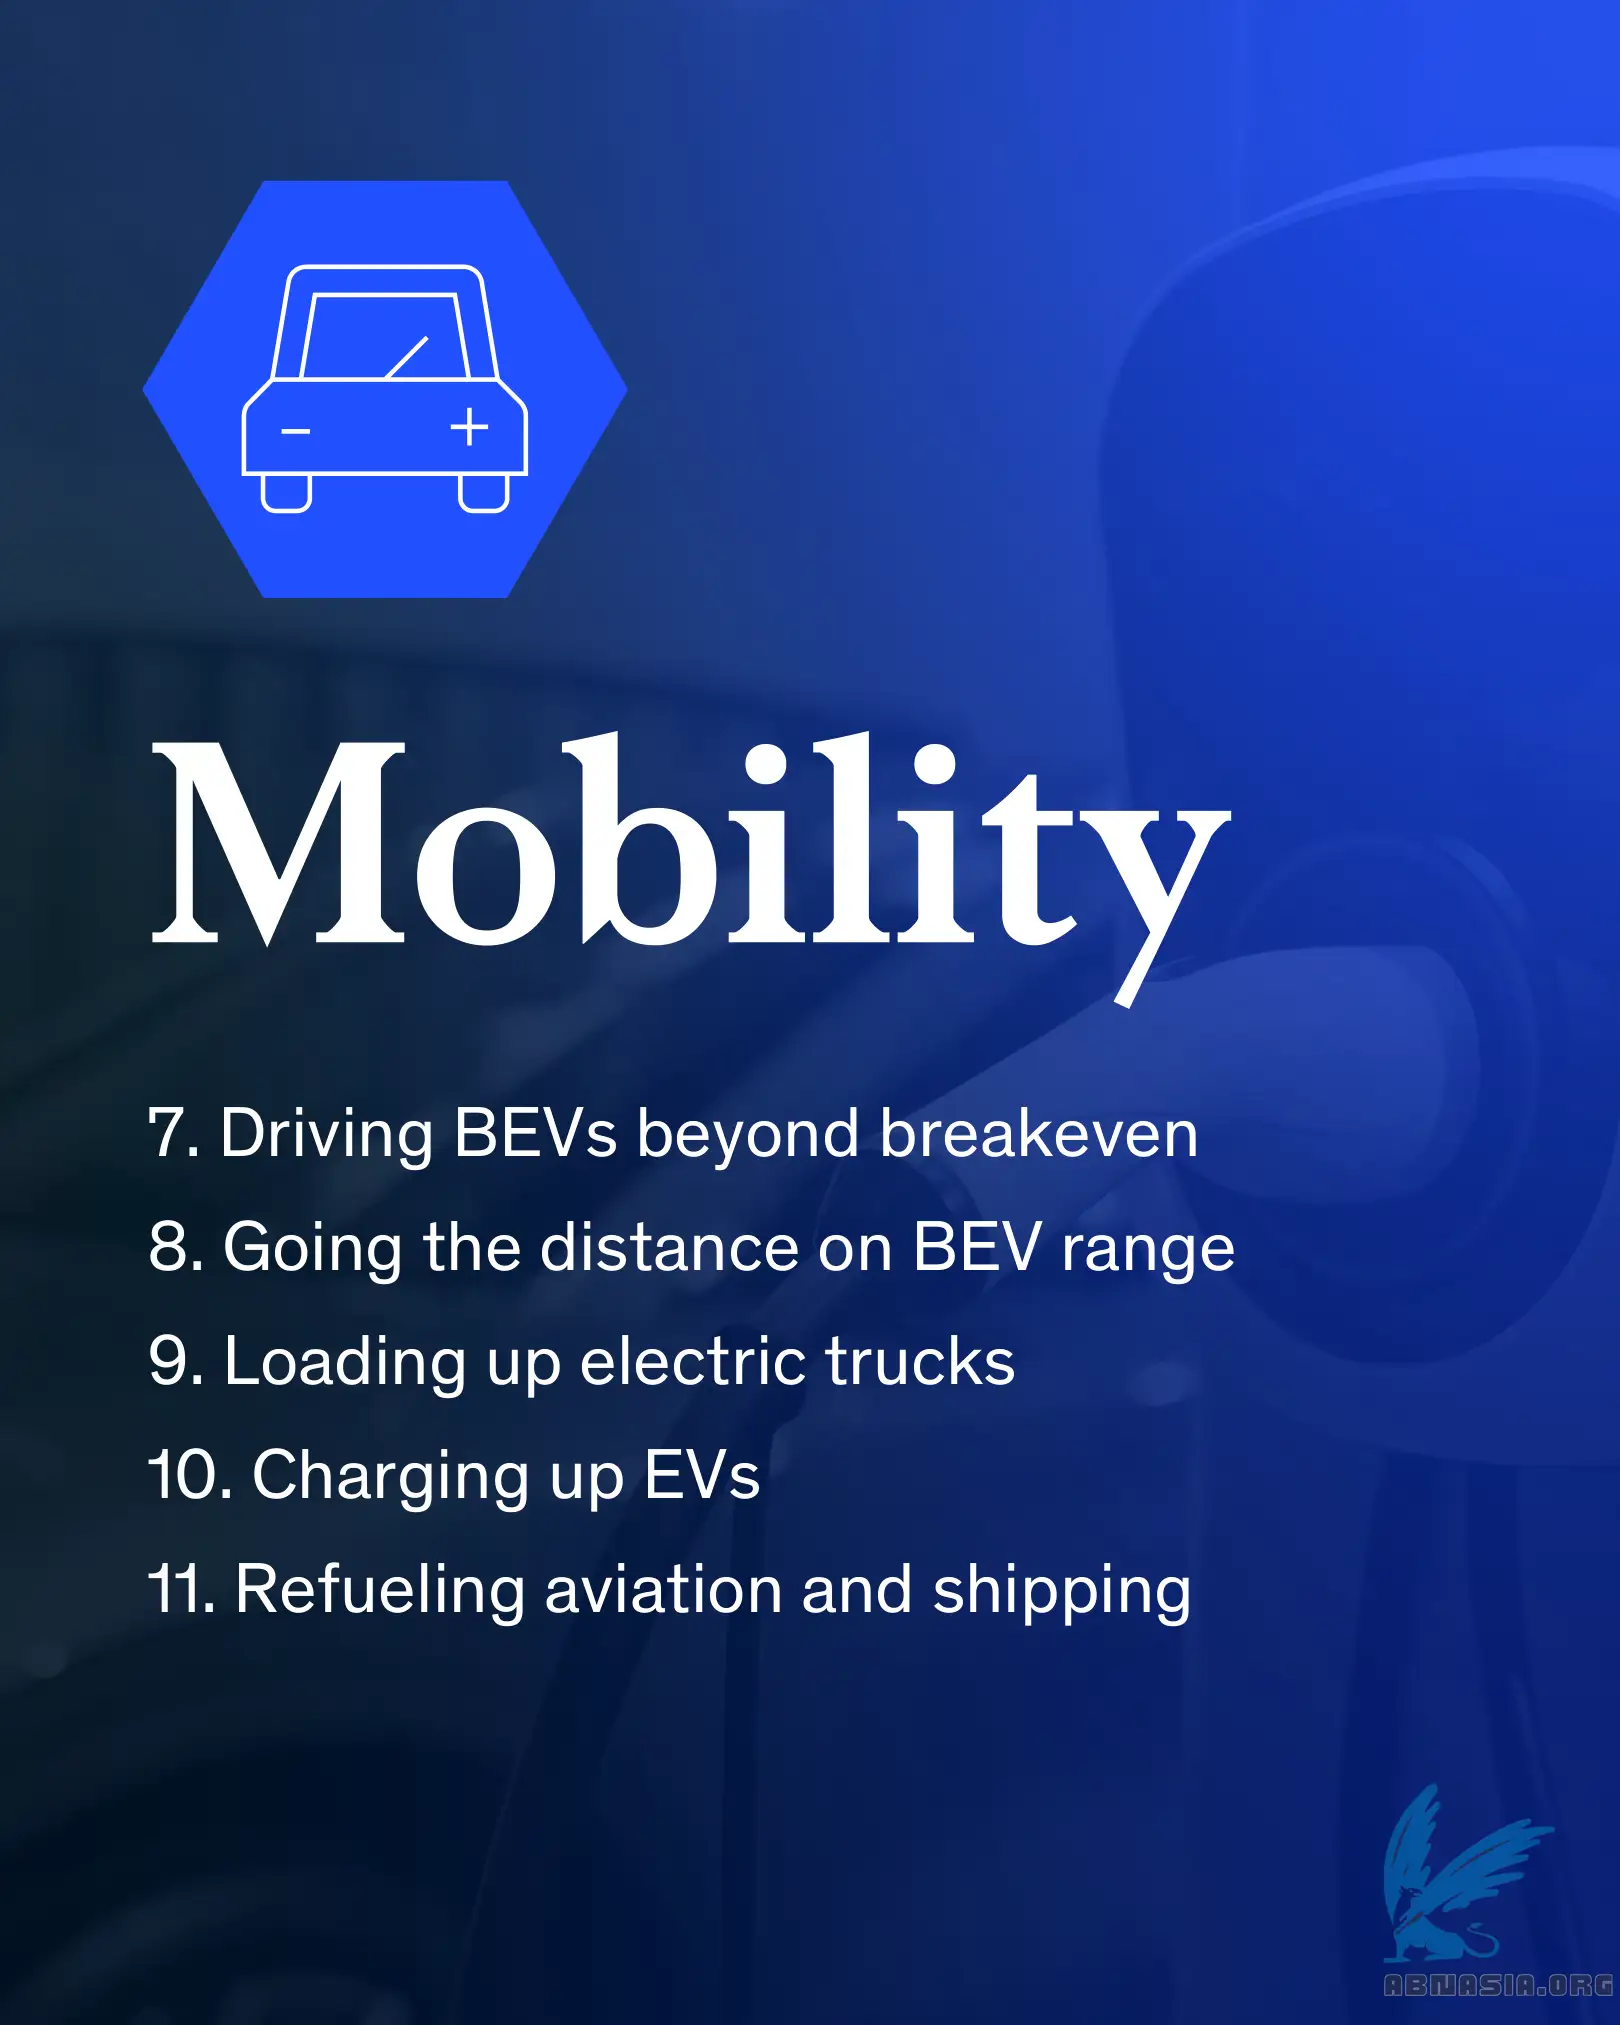 Mobility
7. Driving BEVs beyond breakeven
8. Going the distance on BEV range
9. Loading up electric trucks
10. Charging up EVs
11. Refueling aviation and shipping
ABNASIA.ORG